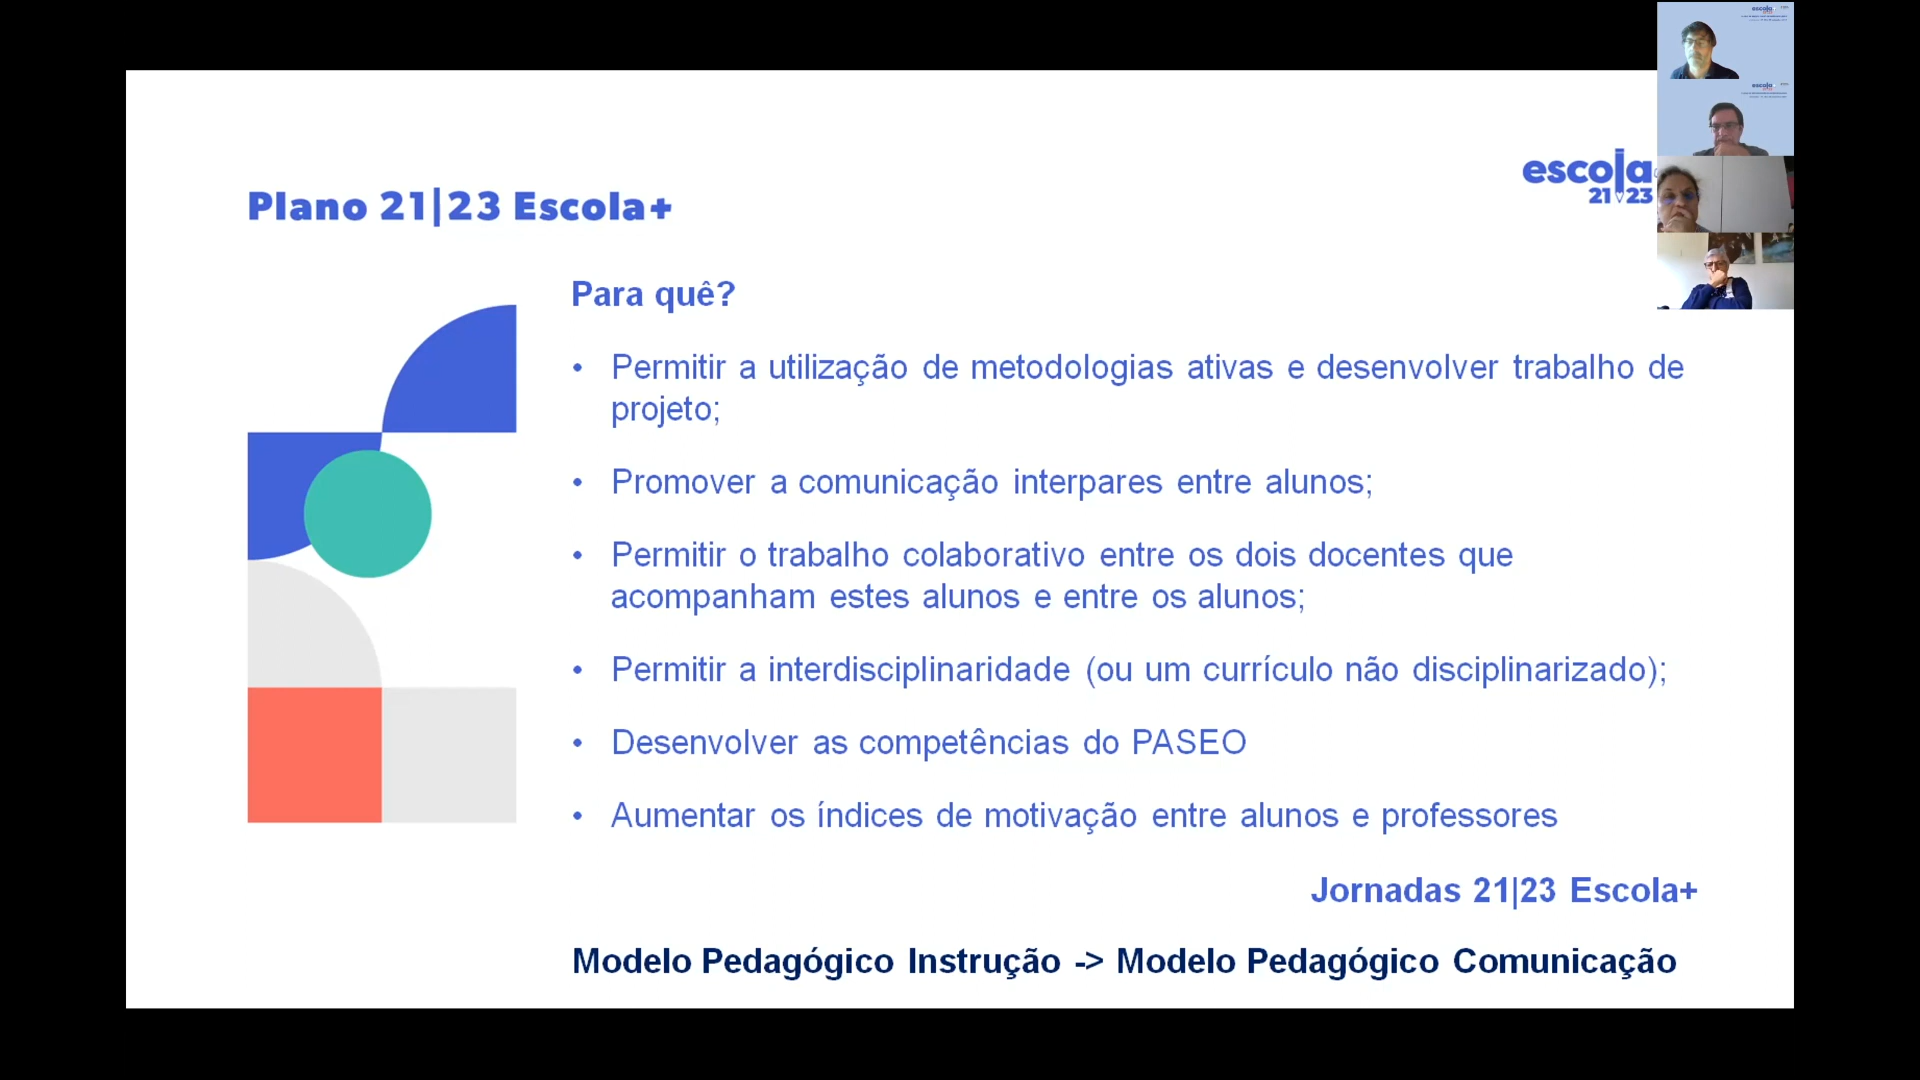 escola
21 23
Plano 21|23 Escola+
Para quê?
• Permitir a utilização de metodologias ativas e desenvolver trabalho de
projeto;
• Promover a comunicação interpares entre alunos;
• Permitir o trabalho colaborativo entre os dois docentes que
acompanham estes alunos e entre os alunos;
• Permitir a interdisciplinaridade (ou um currículo não disciplinarizado);
• Desenvolver as competências do PASEO
• Aumentar os índices de motivação entre alunos e professores
Jornadas 21|23 Escola+
Modelo Pedagógico Instrução -> Modelo Pedagógico Comunicação